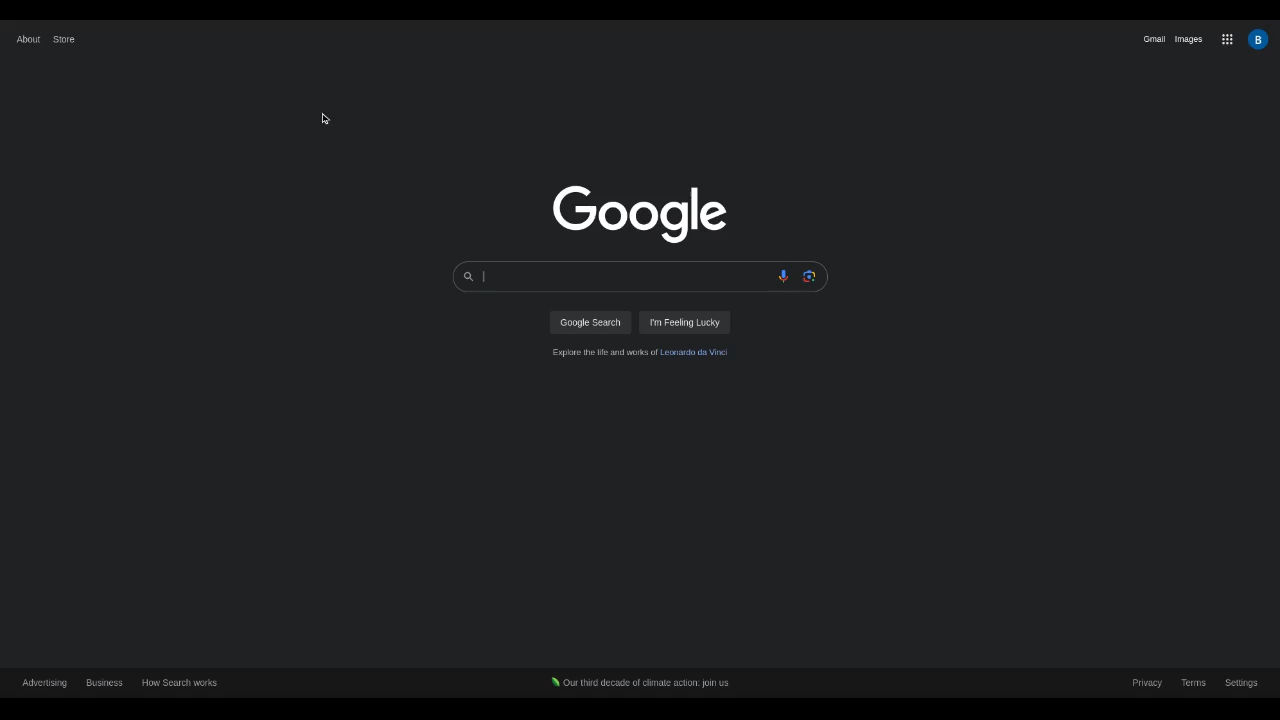 About Store Gmail Images B
Google
Google Search I'm Feeling Lucky
Explore the life and works of Leonardo da Vinci
Advertising Business How Search works Our third decade of climate action: join us Privacy Terms Settings